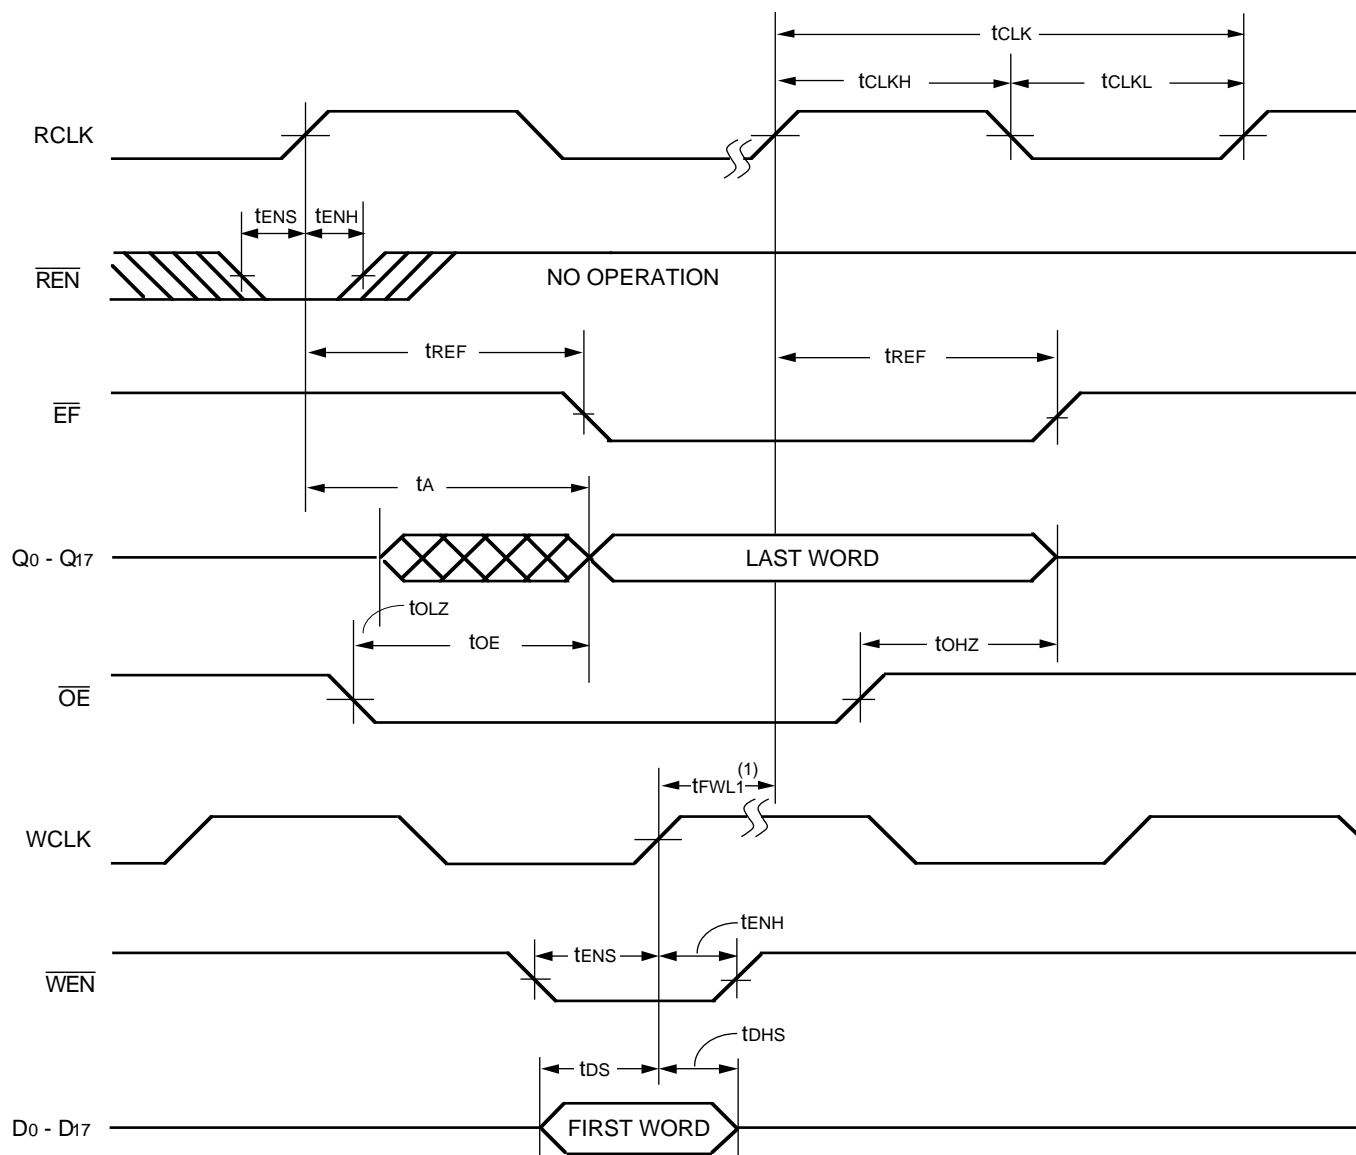 tCLK
tCLKH tCLKL
RCLK
tENS tENH
REN NO OPERATION
tREF tREF
EF
tA
Q0 - Q17 LAST WORD
tOLZ
tOE tOHZ
OE
tFWL1 (1)
WCLK
tENH
tENS
WEN
tDHS
tDS
D0 - D17 FIRST WORD